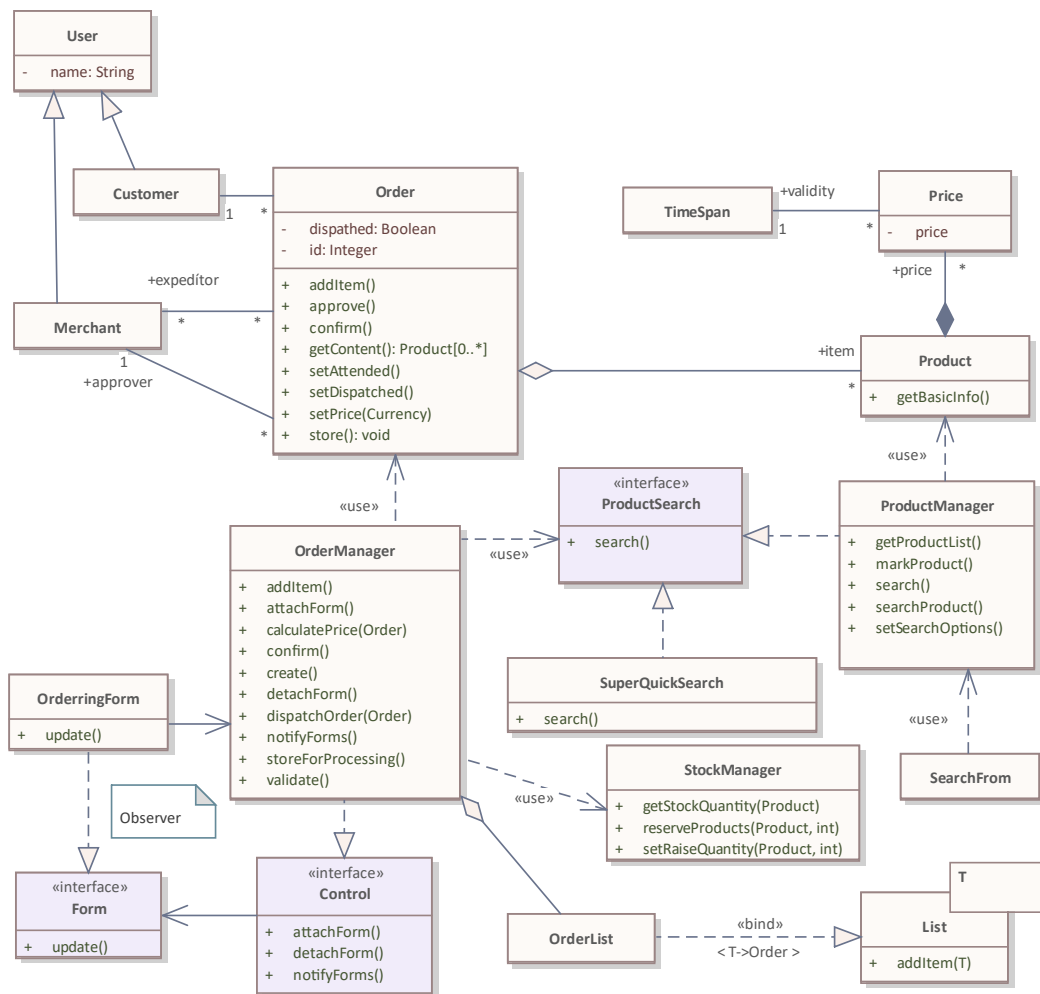 User
- name: String
Customer
1
*
Order
- dispathed: Boolean
- id: Integer
+ addItem()
+ approve()
+ confirm()
+ getContent(): Product[0..*]
+ setAttended()
+ setDispatched()
+ setPrice(Currency)
+ store(): void
TimeSpan
+validity
1
*
Price
- price
+price
*
+expedítor
Merchant
*
*
1
+approver
*
+item
*
Product
+ getBasicInfo()
«use»
«use»
«interface»
ProductSearch
+ search()
«use»
ProductManager
+ getProductList()
+ markProduct()
+ search()
+ searchProduct()
+ setSearchOptions()
OrderManager
+ addItem()
+ attachForm()
+ calculatePrice(Order)
+ confirm()
+ create()
+ detachForm()
+ dispatchOrder(Order)
+ notifyForms()
+ storeForProcessing()
+ validate()
SuperQuickSearch
+ search()
OrderringForm
+ update()
«use»
SearchFrom
Observer
«use»
StockManager
+ getStockQuantity(Product)
+ reserveProducts(Product, int)
+ setRaiseQuantity(Product, int)
«interface»
Form
+ update()
«interface»
Control
+ attachForm()
+ detachForm()
+ notifyForms()
OrderList
«bind»
< T->Order >
T
List
+ addItem(T)